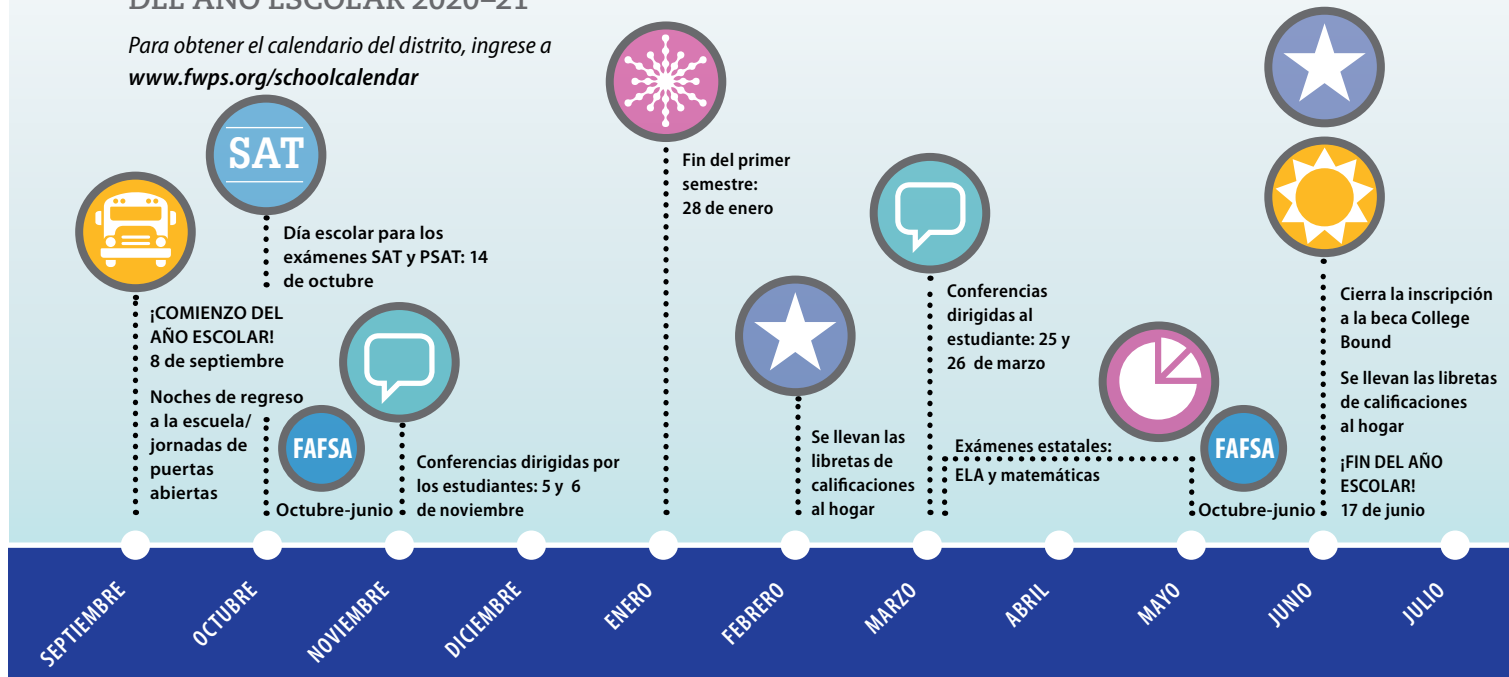 DEL AÑO ESCOLAR 2020–21
Para obtener el calendario del distrito, ingrese a
www.fwps.org/schoolcalendar
SAT
Día escolar para los
exámenes SAT y PSAT: 14
de octubre
¡COMIENZO DEL
AÑO ESCOLAR!
8 de septiembre
Noches de regreso
a la escuela/
jornadas de
puertas
abiertas
FAFSA
Octubre-junio
Conferencias dirigidas por
los estudiantes: 5 y 6
de noviembre
Fin del primer
semestre:
28 de enero
Se llevan las
libretas de
calificaciones
al hogar
Conferencias
dirigidas al
estudiante: 25 y
26 de marzo
Exámenes estatales:
ELA y matemáticas
FAFSA
Octubre-junio
Cierra la inscripción
a la beca College
Bound
Se llevan las libretas
de calificaciones
al hogar
¡FIN DEL AÑO
ESCOLAR!
17 de junio
SEPTIEMBRE
OCTUBRE
NOVIEMBRE
DICIEMBRE
ENERO
FEBRERO
MARZO
ABRIL
MAYO
JUNIO
JULIO